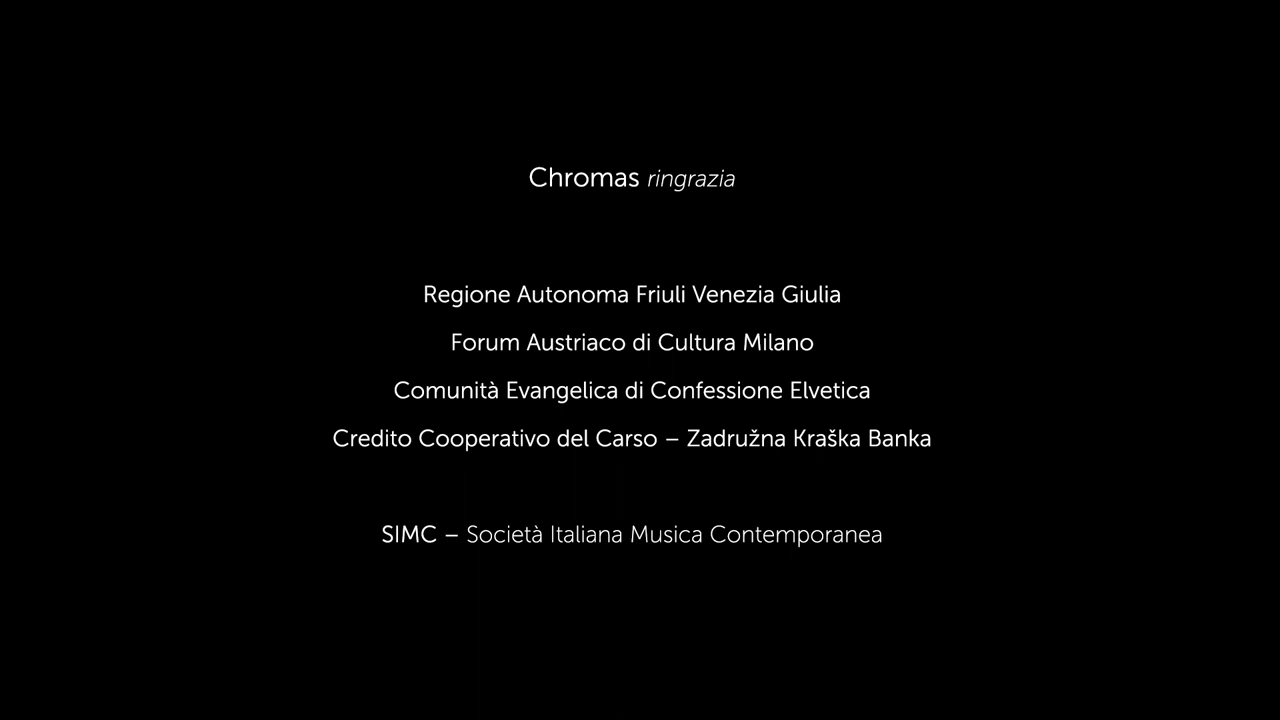 Chromas ringrazia
Regione Autonoma Friuli Venezia Giulia
Forum Austriaco di Cultura Milano
Comunità Evangelica di Confessione Elvetica
Credito Cooperativo del Carso – Zadružna Kraška Banka
SIMC – Società Italiana Musica Contemporanea